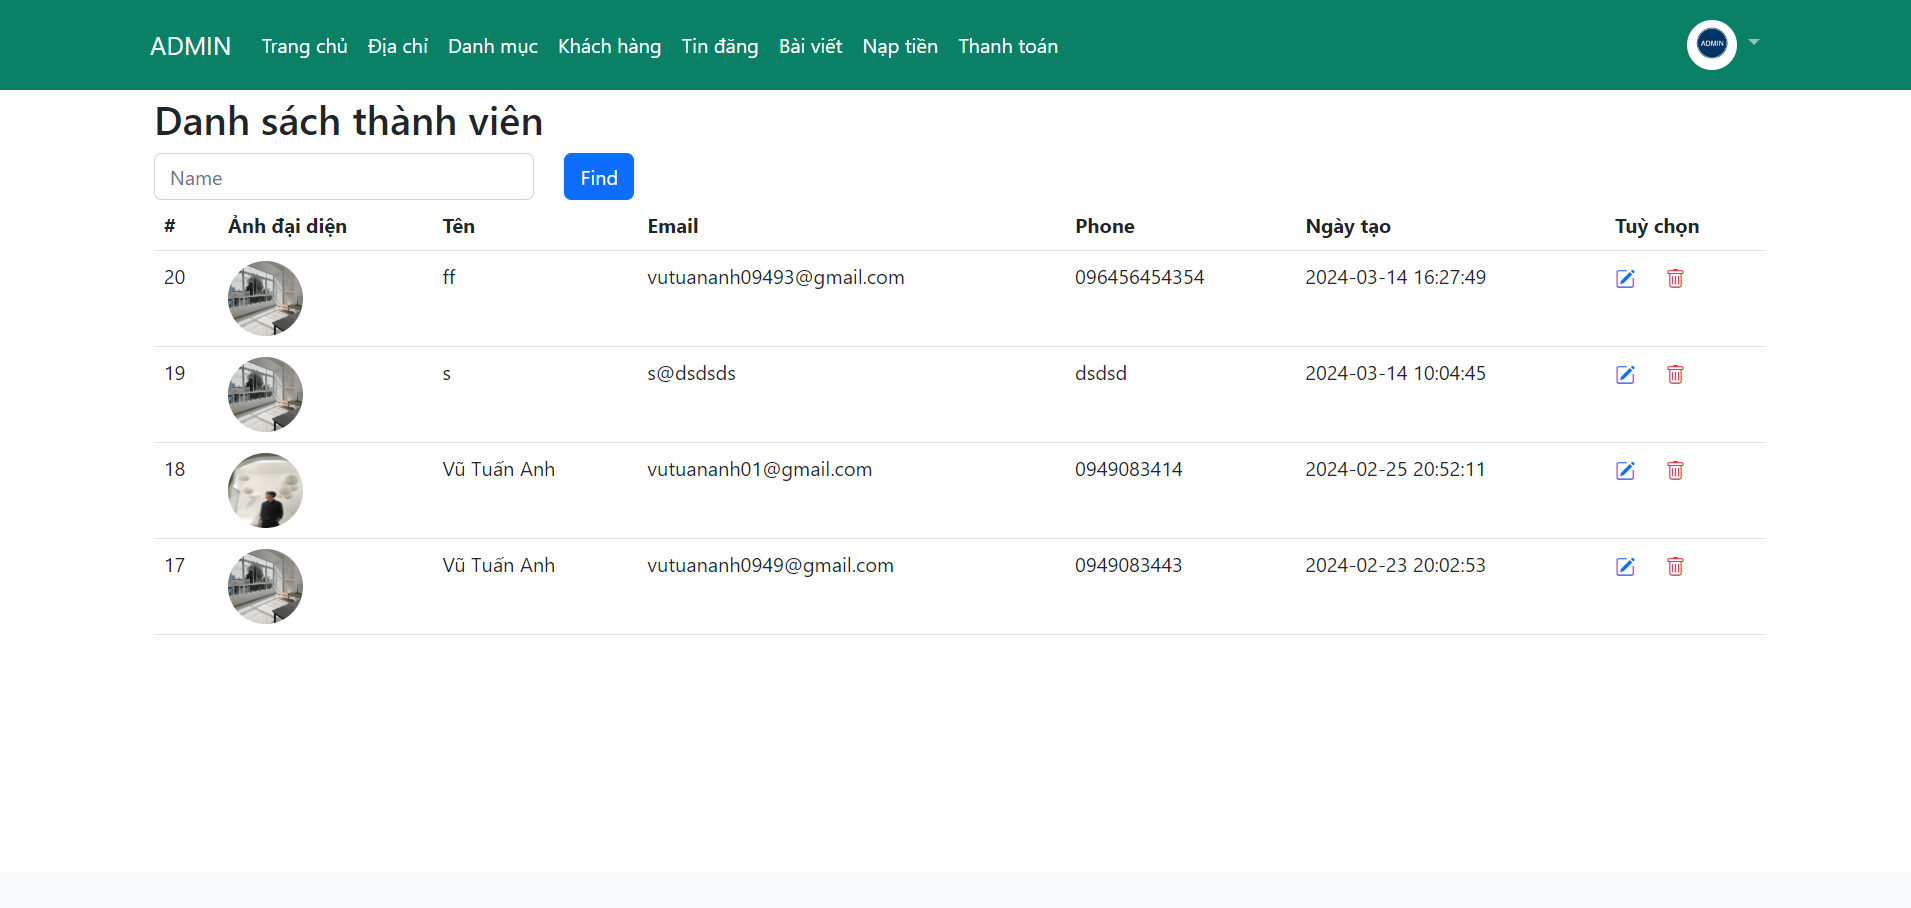 ADMIN Trang chủ Địa chỉ Danh mục Khách hàng Tin đăng Bài viết Nạp tiền Thanh toán ADMIN
Danh sách thành viên
Name Find
# Ảnh đại diện Tên Email Phone Ngày tạo Tuỳ chọn
20 ff vutuananh09493@gmail.com 096456454354 2024-03-14 16:27:49
19 s s@dsdsds dsdsd 2024-03-14 10:04:45
18 Vũ Tuấn Anh vutuananh01@gmail.com 0949083414 2024-02-25 20:52:11
17 Vũ Tuấn Anh vutuananh0949@gmail.com 0949083443 2024-02-23 20:02:53